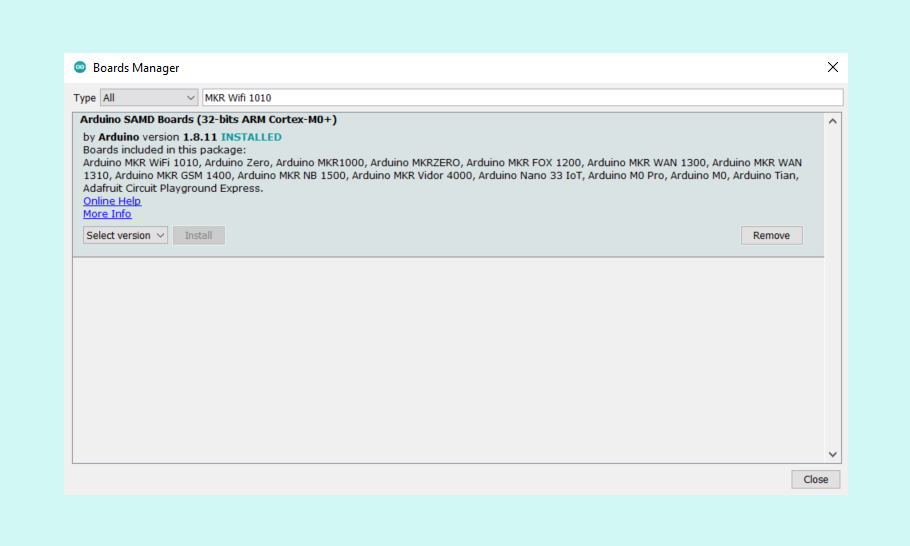 Boards Manager
Type All MKR Wifi 1010
Arduino SAMD Boards (32-bits ARM Cortex-M0+)
by Arduino version 1.8.11 INSTALLED
Boards included in this package:
Arduino MKR WiFi 1010, Arduino Zero, Arduino MKR1000, Arduino MKRZERO, Arduino MKR FOX 1200, Arduino MKR WAN 1300, Arduino MKR WAN
1310, Arduino MKR GSM 1400, Arduino MKR NB 1500, Arduino MKR Vidor 4000, Arduino Nano 33 IoT, Arduino M0 Pro, Arduino M0, Arduino Tian,
Adafruit Circuit Playground Express.
Online Help
More Info
Select version Install Remove
Close